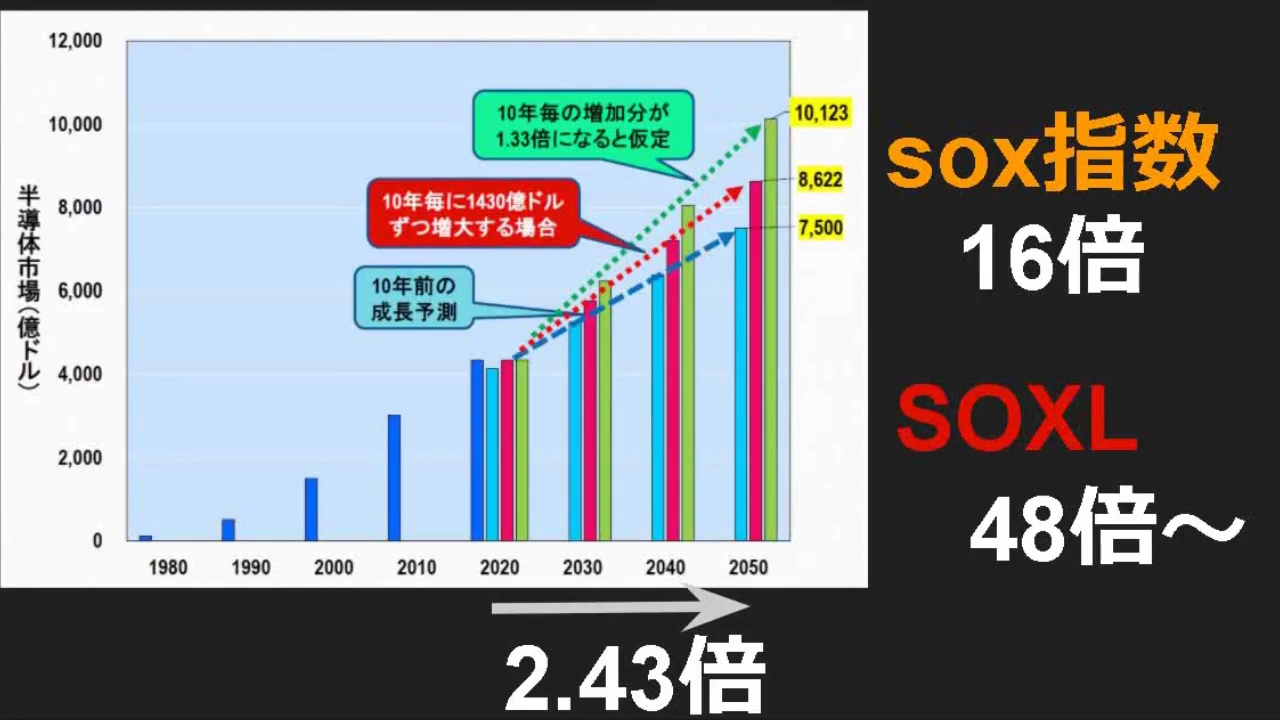 半導体市場(億ドル)
12,000
10,000
8,000
6,000
4,000
2,000
0
10年毎の増加分が
1.33倍になると仮定
10年毎に1430億ドル
ずつ増大する場合
10年前の
成長予測
10,123
8,622
7,500
1980 1990 2000 2010 2020 2030 2040 2050
2.43倍
sox指数
16倍
SOXL
48倍～